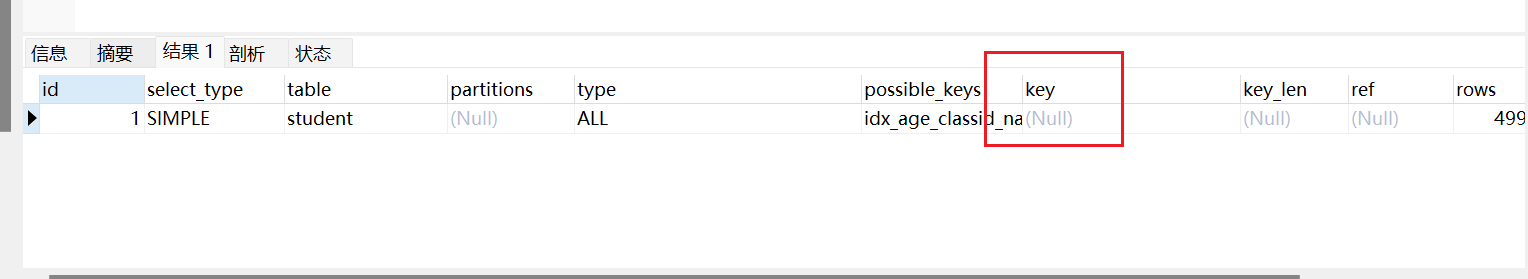 信息 摘要 结果 1 剖析 状态
id select_type table partitions type possible_keys key key_len ref rows
1 SIMPLE student (Null) ALL idx_age_classid_na (Null) (Null) (Null) 499